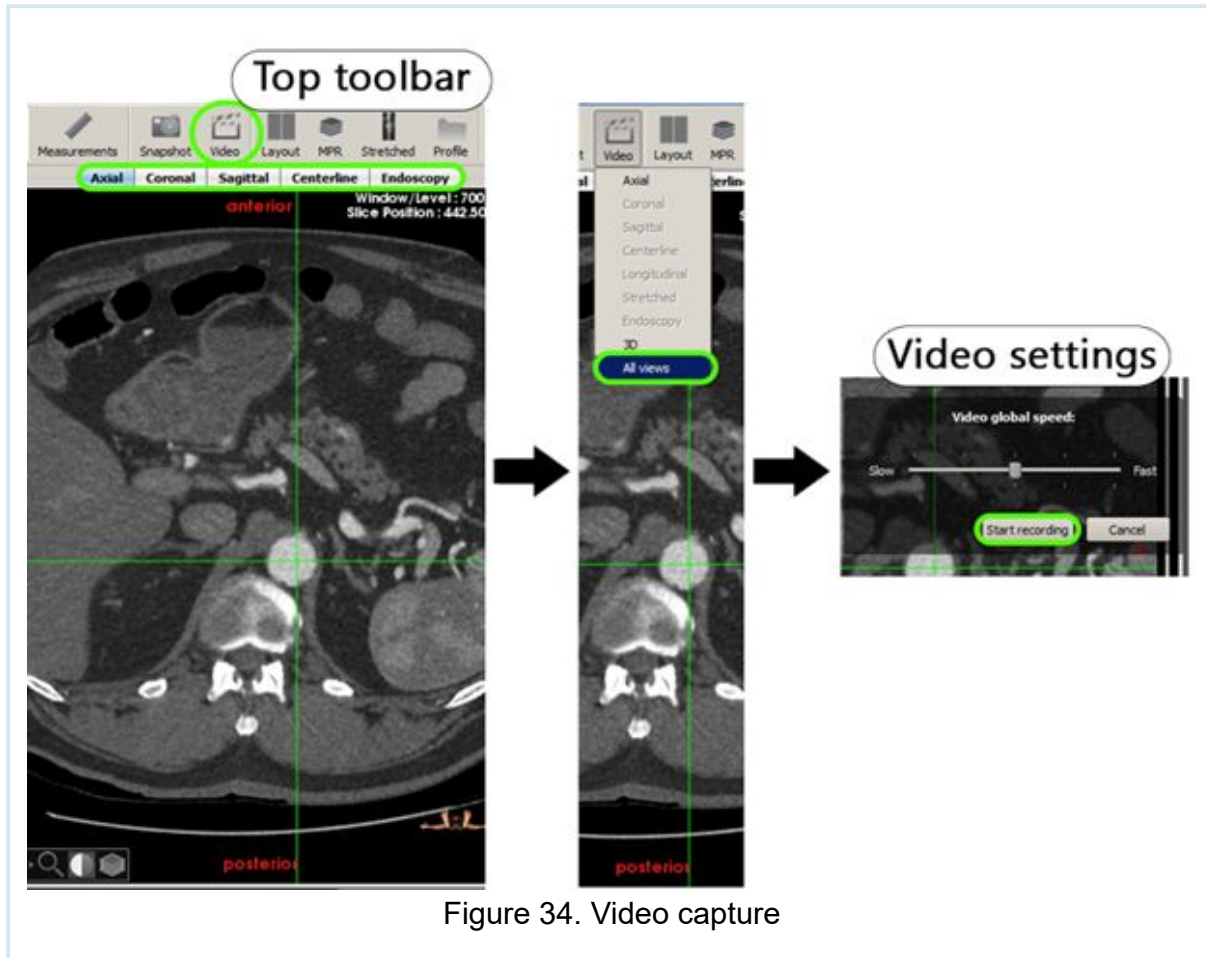 Top toolbar
Measurements Snapshot Video Layout MPR Stretched Profile
Axial Coronal Sagittal Centerline Endoscopy
Window/Level : 700
Slice Position : 442.50
anterior
posterior
t Video Layout MPR
al erline
Axial
Coronal
Sagittal
Centerline
Longitudinal
Stretched
Endoscopy
3D
All views
S
posterior
Video settings
Video global speed:
Slow Fast
Start recording Cancel
Figure 34. Video capture